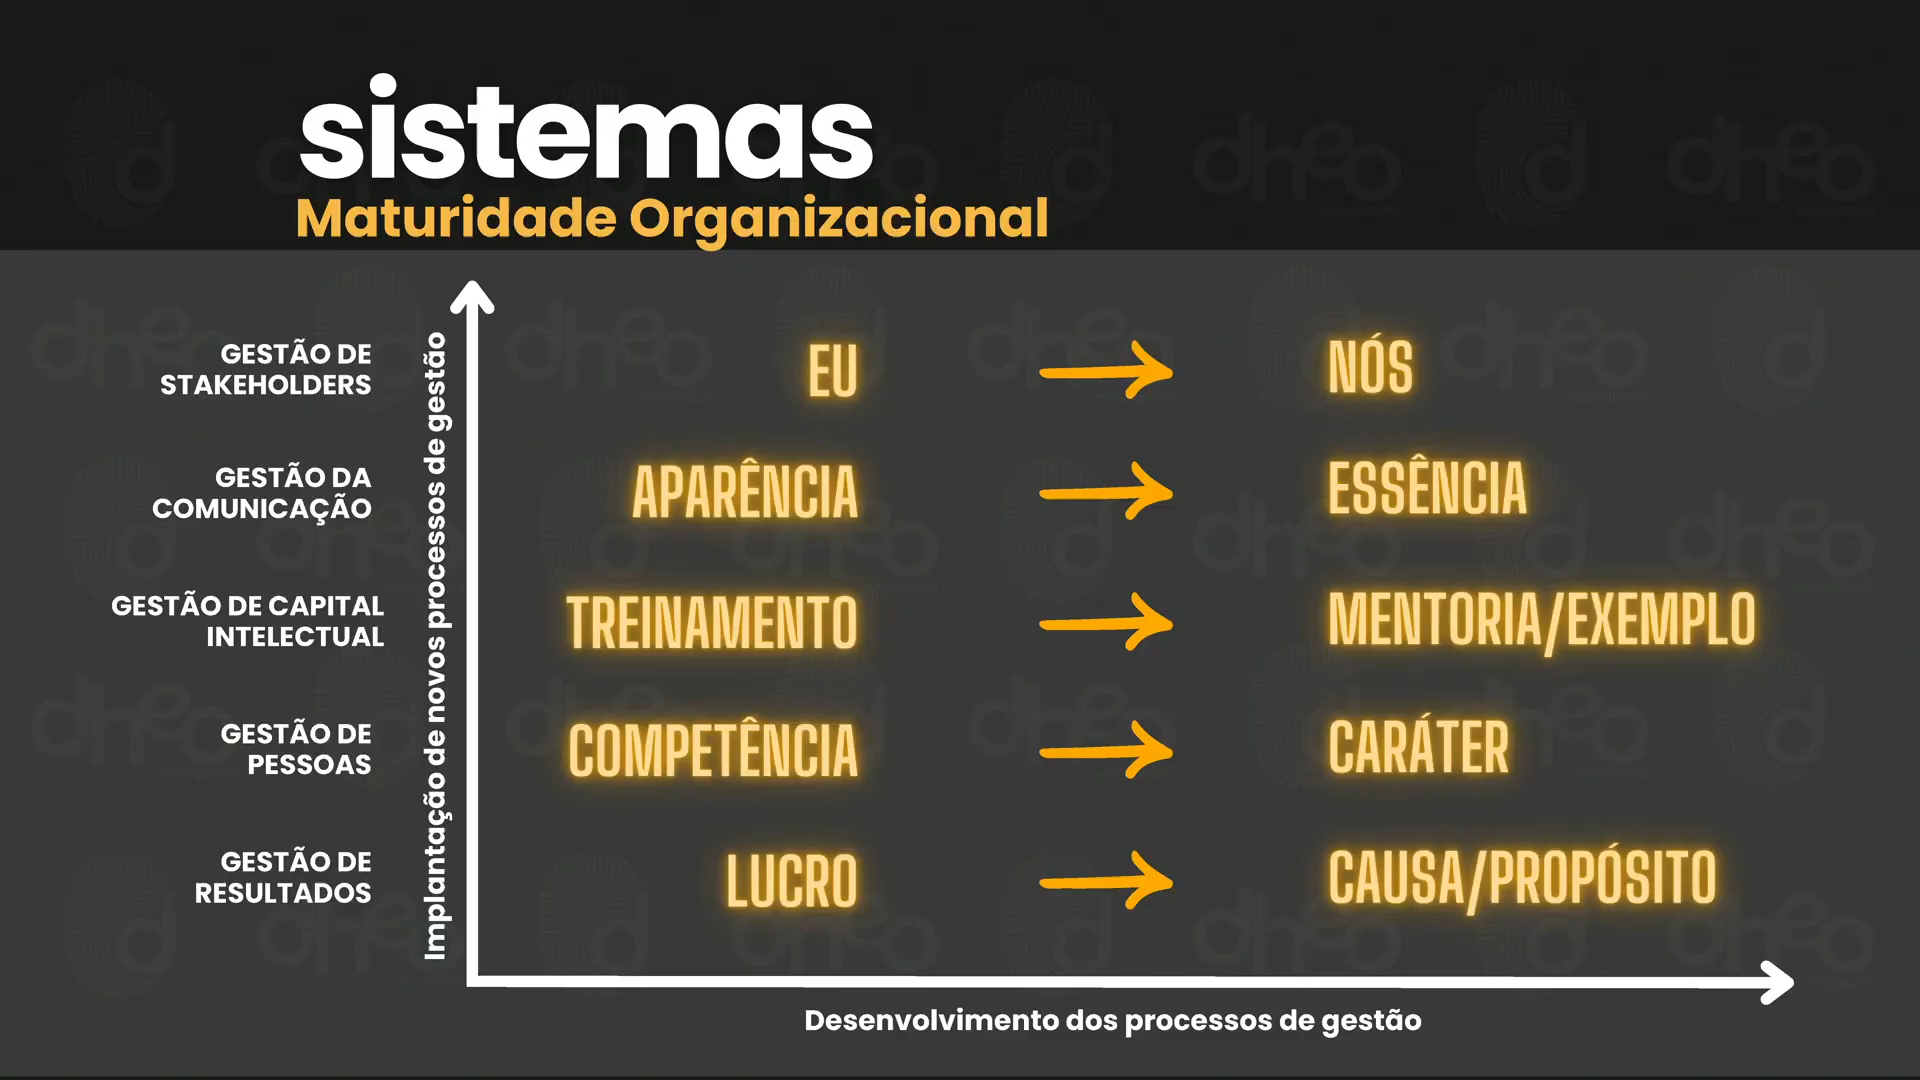 sistemas
Maturidade Organizacional
Implantação de novos processos de gestão
GESTÃO DE
STAKEHOLDERS
EU
NÓS
GESTÃO DA
COMUNICAÇÃO
APARÊNCIA
ESSÊNCIA
GESTÃO DE CAPITAL
INTELECTUAL
TREINAMENTO
MENTORIA/EXEMPLO
GESTÃO DE
PESSOAS
COMPETÊNCIA
CARÁTER
GESTÃO DE
RESULTADOS
LUCRO
CAUSA/PROPÓSITO
Desenvolvimento dos processos de gestão
dheo